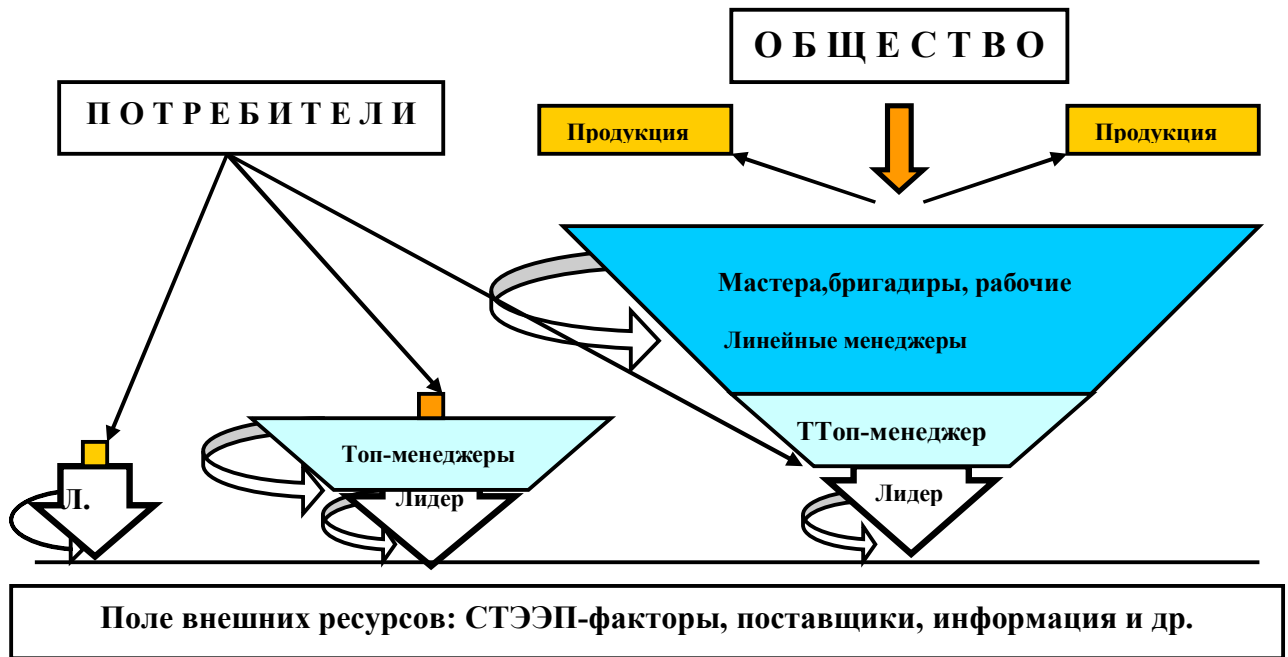 О Б Щ Е С Т В О
П О Т Р Е Б И Т Е Л И
Продукция
Продукция
Мастера,бригадиры, рабочие
Линейные менеджеры
ТТоп-менеджер
Топ-менеджеры
Л.
Лидер
Лидер
Поле внешних ресурсов: СТЭЭП-факторы, поставщики, информация и др.